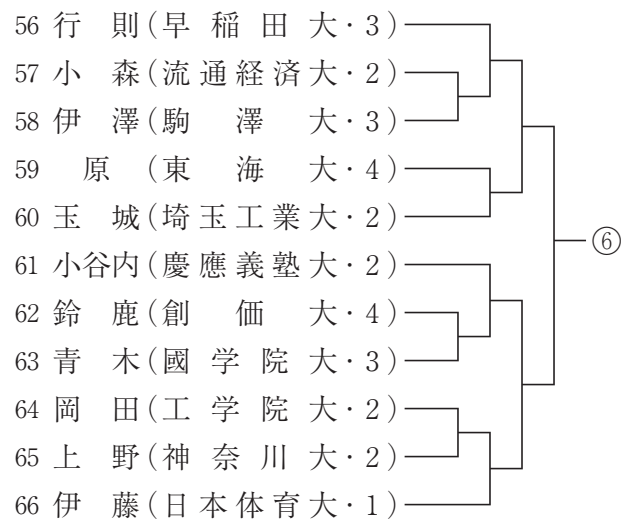 56 行 則(早稲田大・3)
57 小 森(流通経済大・2)
58 伊 澤(駒澤大・3)
59 原 (東海大・4)
60 玉 城(埼玉工業大・2)
⑥
61 小谷内(慶應義塾大・2)
62 鈴 鹿(創価大・4)
63 青 木(國学院大・3)
64 岡 田(工学院大・2)
65 上 野(神奈川大・2)
66 伊 藤(日本体育大・1)